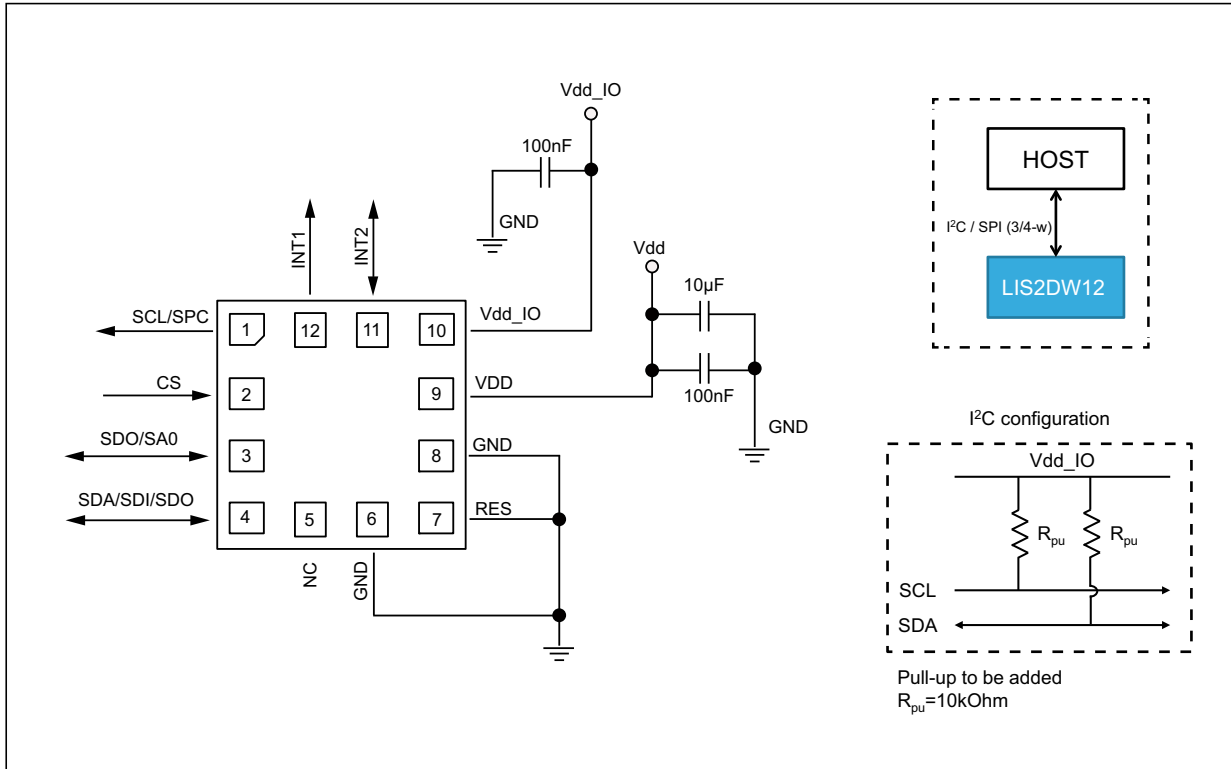 Vdd_IO
100nF
GND
INT1
INT2
Vdd
10µF
100nF
GND
SCL/SPC
CS
SDO/SA0
SDA/SDI/SDO
1
12
11
10
2
9
3
8
4
5
6
7
Vdd_IO
VDD
GND
RES
NC
GND
HOST
I²C / SPI (3/4-w)
LIS2DW12
I²C configuration
Vdd_IO
Rpu
Rpu
SCL
SDA
Pull-up to be added
Rpu=10kOhm